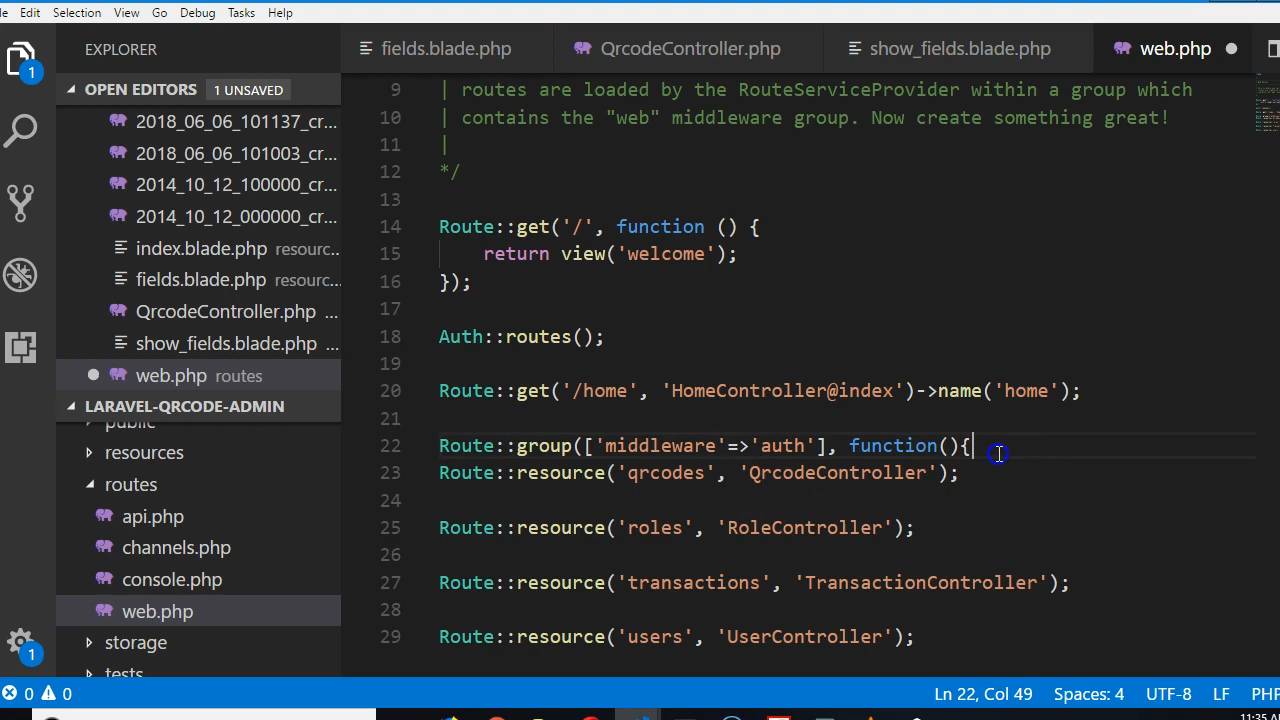 Edit Selection View Go Debug Tasks Help
EXPLORER
fields.blade.php QrcodeController.php show_fields.blade.php web.php
OPEN EDITORS 1 UNSAVED
2018_06_06_101137_cr...
2018_06_06_101003_cr...
2014_10_12_100000_cr...
2014_10_12_000000_cr...
index.blade.php resourc...
fields.blade.php resourc...
QrcodeController.php ...
show_fields.blade.php ...
web.php routes
LARAVEL-QRCODE-ADMIN
public
resources
routes
api.php
channels.php
console.php
web.php
storage
tests
1
1
9 | routes are loaded by the RouteServiceProvider within a group which
10 | contains the "web" middleware group. Now create something great!
11 |
12 */
13
14 Route::get('/', function () {
15 return view('welcome');
16 });
17
18 Auth::routes();
19
20 Route::get('/home', 'HomeController@index')->name('home');
21
22 Route::group(['middleware'=>'auth'], function(){
23 Route::resource('qrcodes', 'QrcodeController');
24
25 Route::resource('roles', 'RoleController');
26
27 Route::resource('transactions', 'TransactionController');
28
29 Route::resource('users', 'UserController');
0 0 Ln 22, Col 49 Spaces: 4 UTF-8 LF PHP